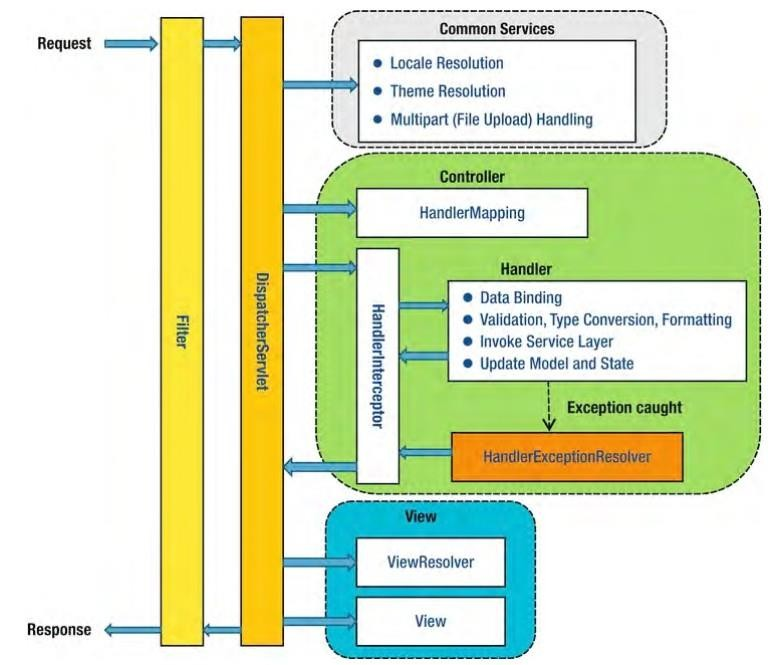 Common Services
Request
Locale Resolution
Theme Resolution
Multipart (File Upload) Handling
Controller
HandlerMapping
Filter
DispatcherServlet
HandlerInterceptor
Handler
Data Binding
Validation, Type Conversion, Formatting
Invoke Service Layer
Update Model and State
Exception caught
HandlerExceptionResolver
View
ViewResolver
View
Response